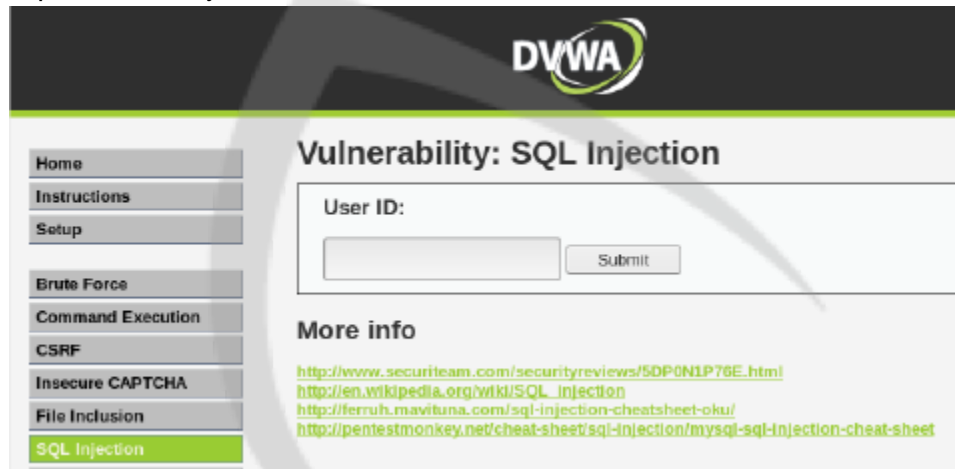 DVWA
Home
Instructions
Setup
Brute Force
Command Execution
CSRF
Insecure CAPTCHA
File Inclusion
SQL Injection
Vulnerability: SQL Injection
User ID:
Submit
More info
http://www.securiteam.com/securityreviews/5DP0N1P76E.html
http://en.wikipedia.org/wiki/SQL_injection
http://ferruh.mavituna.com/sql-injection-cheatsheet-oku/
http://pentestmonkey.net/cheat-sheet/sql-injection/mysql-sql-injection-cheat-sheet